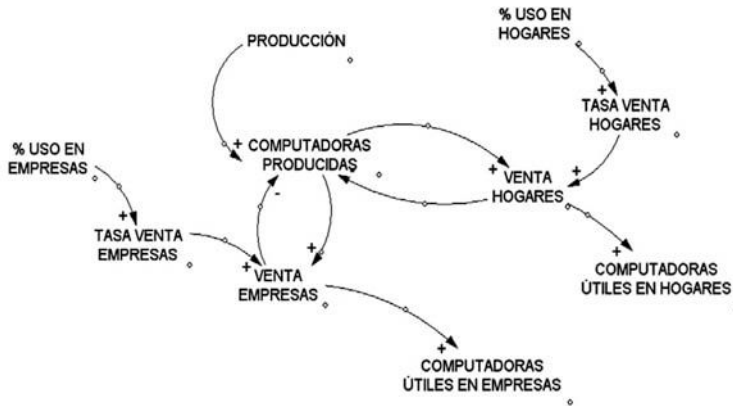 % USO EN
HOGARES
PRODUCCIÓN
+
TASA VENTA
HOGARES
+
COMPUTADORAS
PRODUCIDAS
-
% USO EN
EMPRESAS
+
+
VENTA
HOGARES
-
+
TASA VENTA
EMPRESAS
+
+
VENTA
EMPRESAS
+
COMPUTADORAS
ÚTILES EN HOGARES
+
COMPUTADORAS
ÚTILES EN EMPRESAS